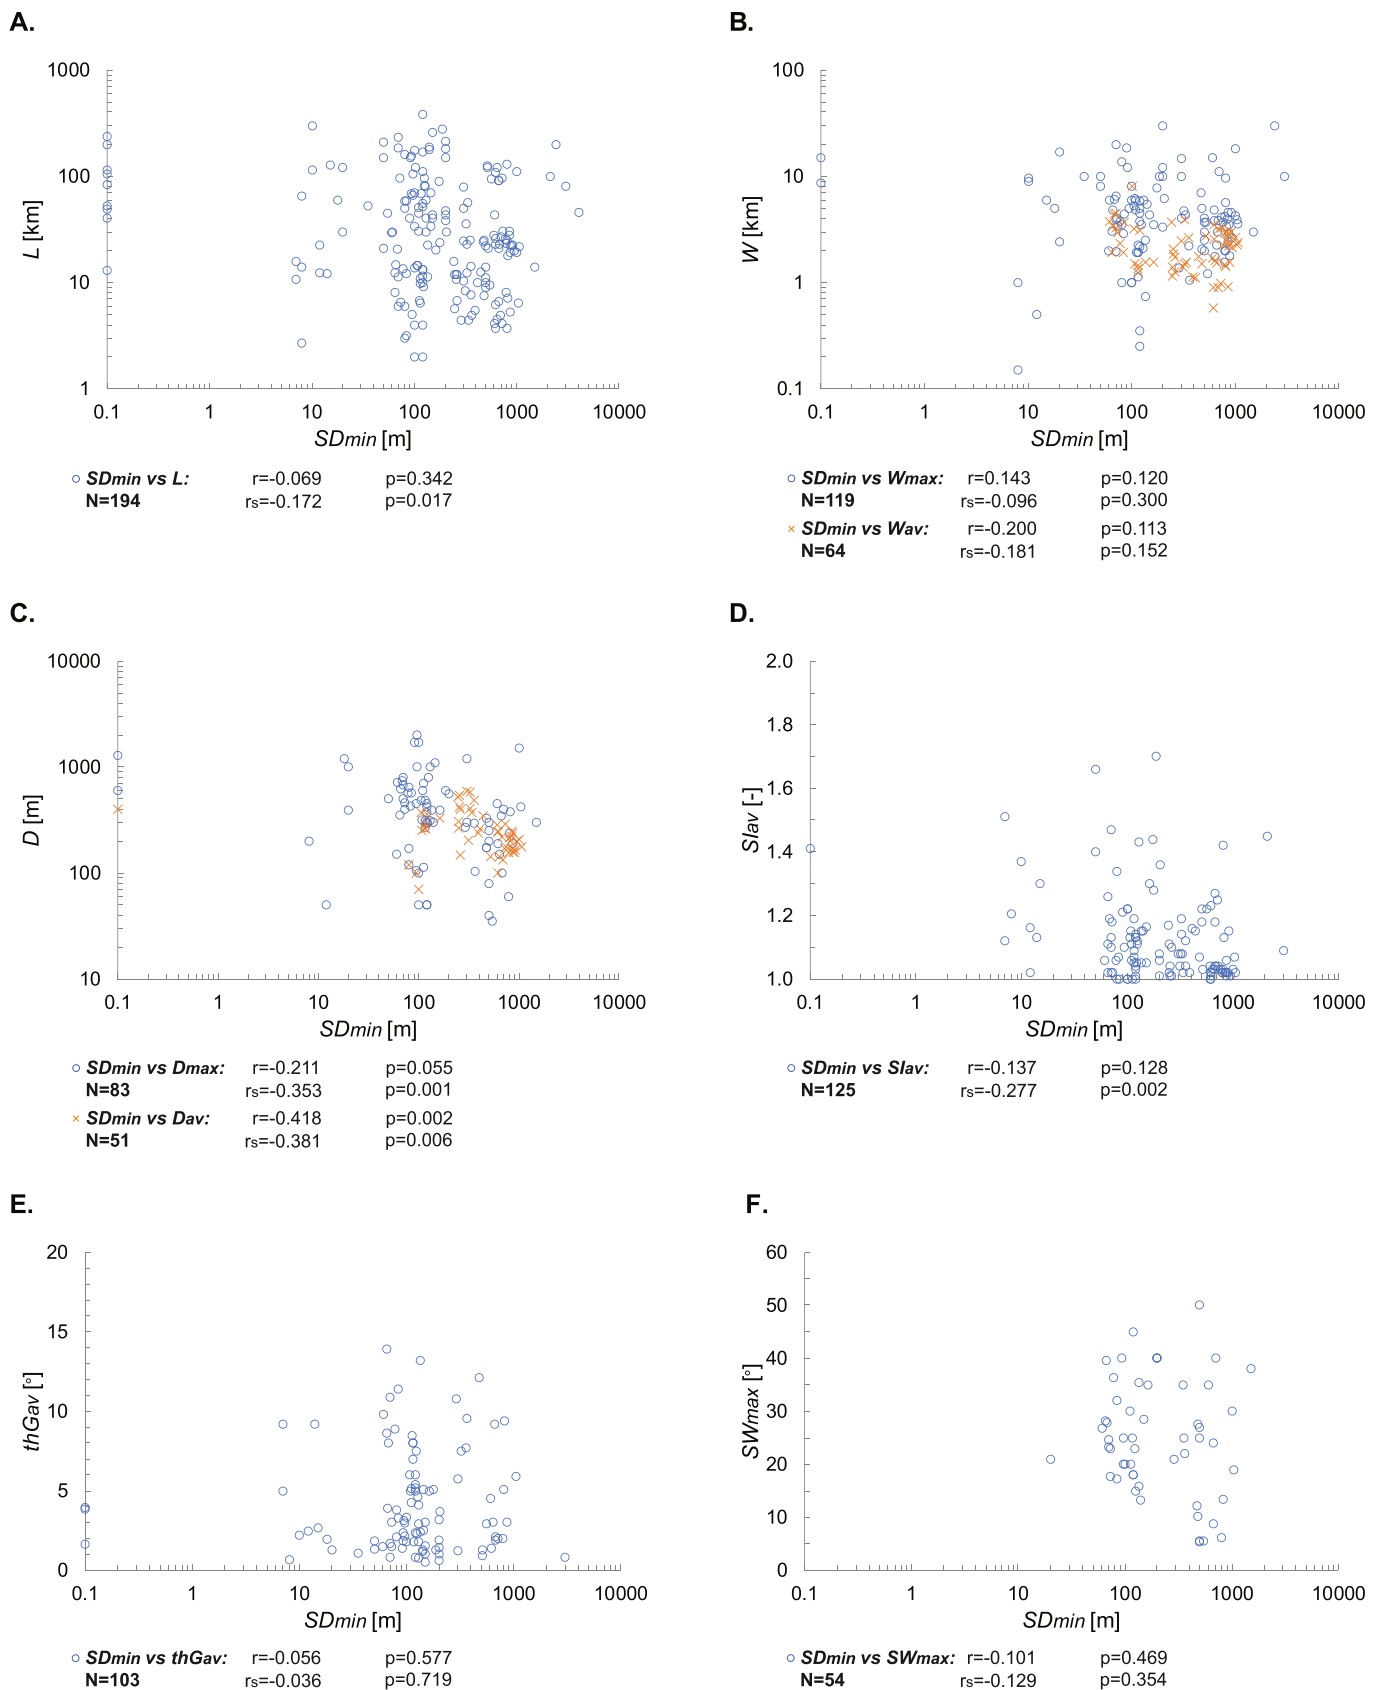 A.
1000
100
10
1
L [km]
0.1 1 10 100 1000 10000
SDmin [m]
SDmin vs L: r=-0.069 p=0.342
N=194 rs=-0.172 p=0.017
B.
100
10
1
0.1
W [km]
0.1 1 10 100 1000 10000
SDmin [m]
SDmin vs Wmax: r=0.143 p=0.120
N=119 rs=-0.096 p=0.300
SDmin vs Wav: r=-0.200 p=0.113
N=64 rs=-0.181 p=0.152
C.
10000
1000
100
10
D [m]
0.1 1 10 100 1000 10000
SDmin [m]
SDmin vs Dmax: r=-0.211 p=0.055
N=83 rs=-0.353 p=0.001
SDmin vs Dav: r=-0.418 p=0.002
N=51 rs=-0.381 p=0.006
D.
2.0
1.8
1.6
1.4
1.2
1.0
SIav [-]
0.1 1 10 100 1000 10000
SDmin [m]
SDmin vs SIav: r=-0.137 p=0.128
N=125 rs=-0.277 p=0.002
E.
20
15
10
5
0
thGav [°]
0.1 1 10 100 1000 10000
SDmin [m]
SDmin vs thGav: r=-0.056 p=0.577
N=103 rs=-0.036 p=0.719
F.
60
50
40
30
20
10
0
SWmax [°]
0.1 1 10 100 1000 10000
SDmin [m]
SDmin vs SWmax: r=-0.101 p=0.469
N=54 rs=-0.129 p=0.354